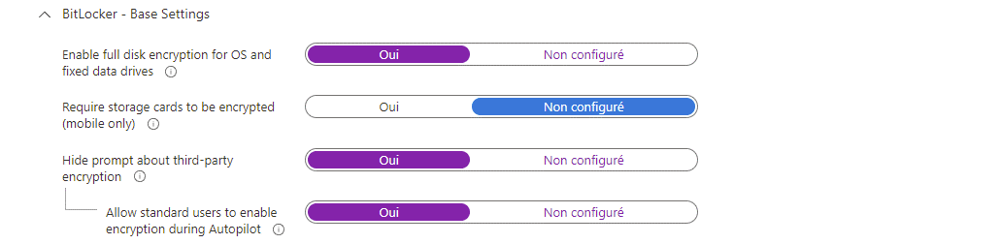 BitLocker - Base Settings
Enable full disk encryption for OS and
fixed data drives
Oui Non configuré
Require storage cards to be encrypted
(mobile only)
Oui Non configuré
Hide prompt about third-party
encryption
Oui Non configuré
Allow standard users to enable
encryption during Autopilot
Oui Non configuré